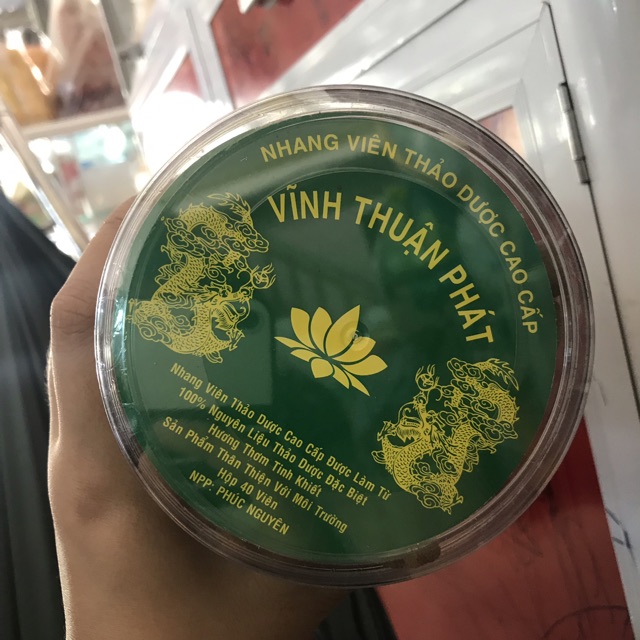 NHANG VIÊN THẢO DƯỢC CAO CẤP
VĨNH THUẬN PHÁT
Nhang Viên Thảo Dược Cao Cấp Được Làm Từ
100% Nguyên Liệu Thảo Dược Đặc Biệt
Hương Thơm Tinh Khiết
Sản Phẩm Thân Thiện Với Môi Trường
Hộp 40 Viên
NPP. PHÚC NGUYÊN